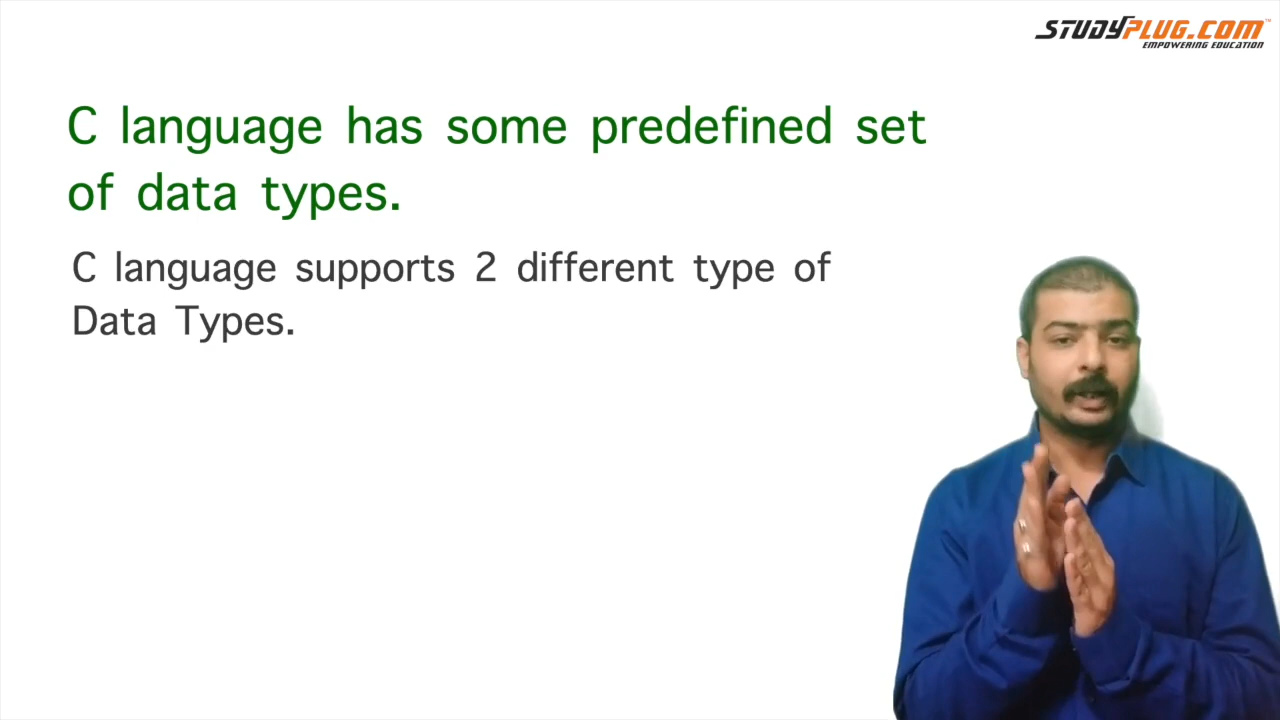 STUDYPLUG.COM
EMPOWERING EDUCATION
C language has some predefined set
of data types.
C language supports 2 different type of
Data Types.